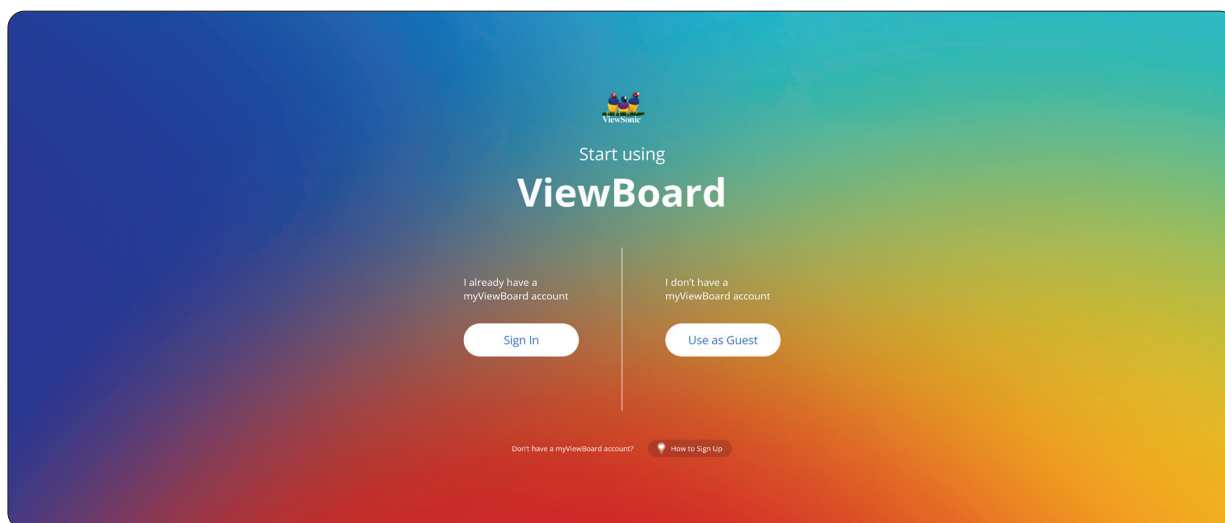 ViewSonic
Start using
ViewBoard
I already have a
myViewBoard account
Sign In
I don't have a
myViewBoard account
Use as Guest
Don't have a myViewBoard account?
How to Sign Up